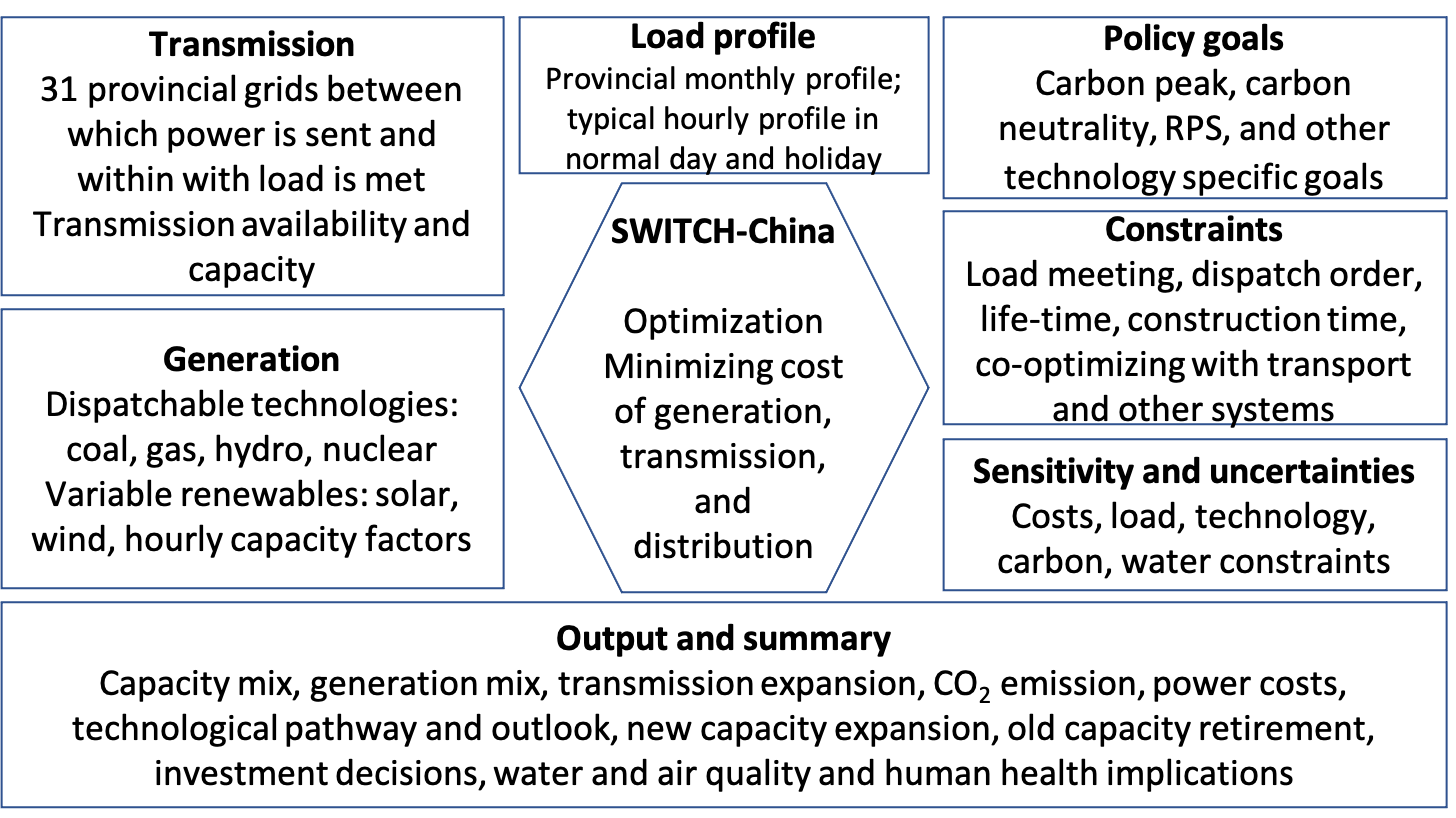 Transmission
31 provincial grids between
which power is sent and
within with load is met
Transmission availability and
capacity
Load profile
Provincial monthly profile;
typical hourly profile in
normal day and holiday
Policy goals
Carbon peak, carbon
neutrality, RPS, and other
technology specific goals
Generation
Dispatchable technologies:
coal, gas, hydro, nuclear
Variable renewables: solar,
wind, hourly capacity factors
SWITCH-China
Optimization
Minimizing cost
of generation,
transmission,
and
distribution
Constraints
Load meeting, dispatch order,
life-time, construction time,
co-optimizing with transport
and other systems
Sensitivity and uncertainties
Costs, load, technology,
carbon, water constraints
Output and summary
Capacity mix, generation mix, transmission expansion, CO₂ emission, power costs,
technological pathway and outlook, new capacity expansion, old capacity retirement,
investment decisions, water and air quality and human health implications